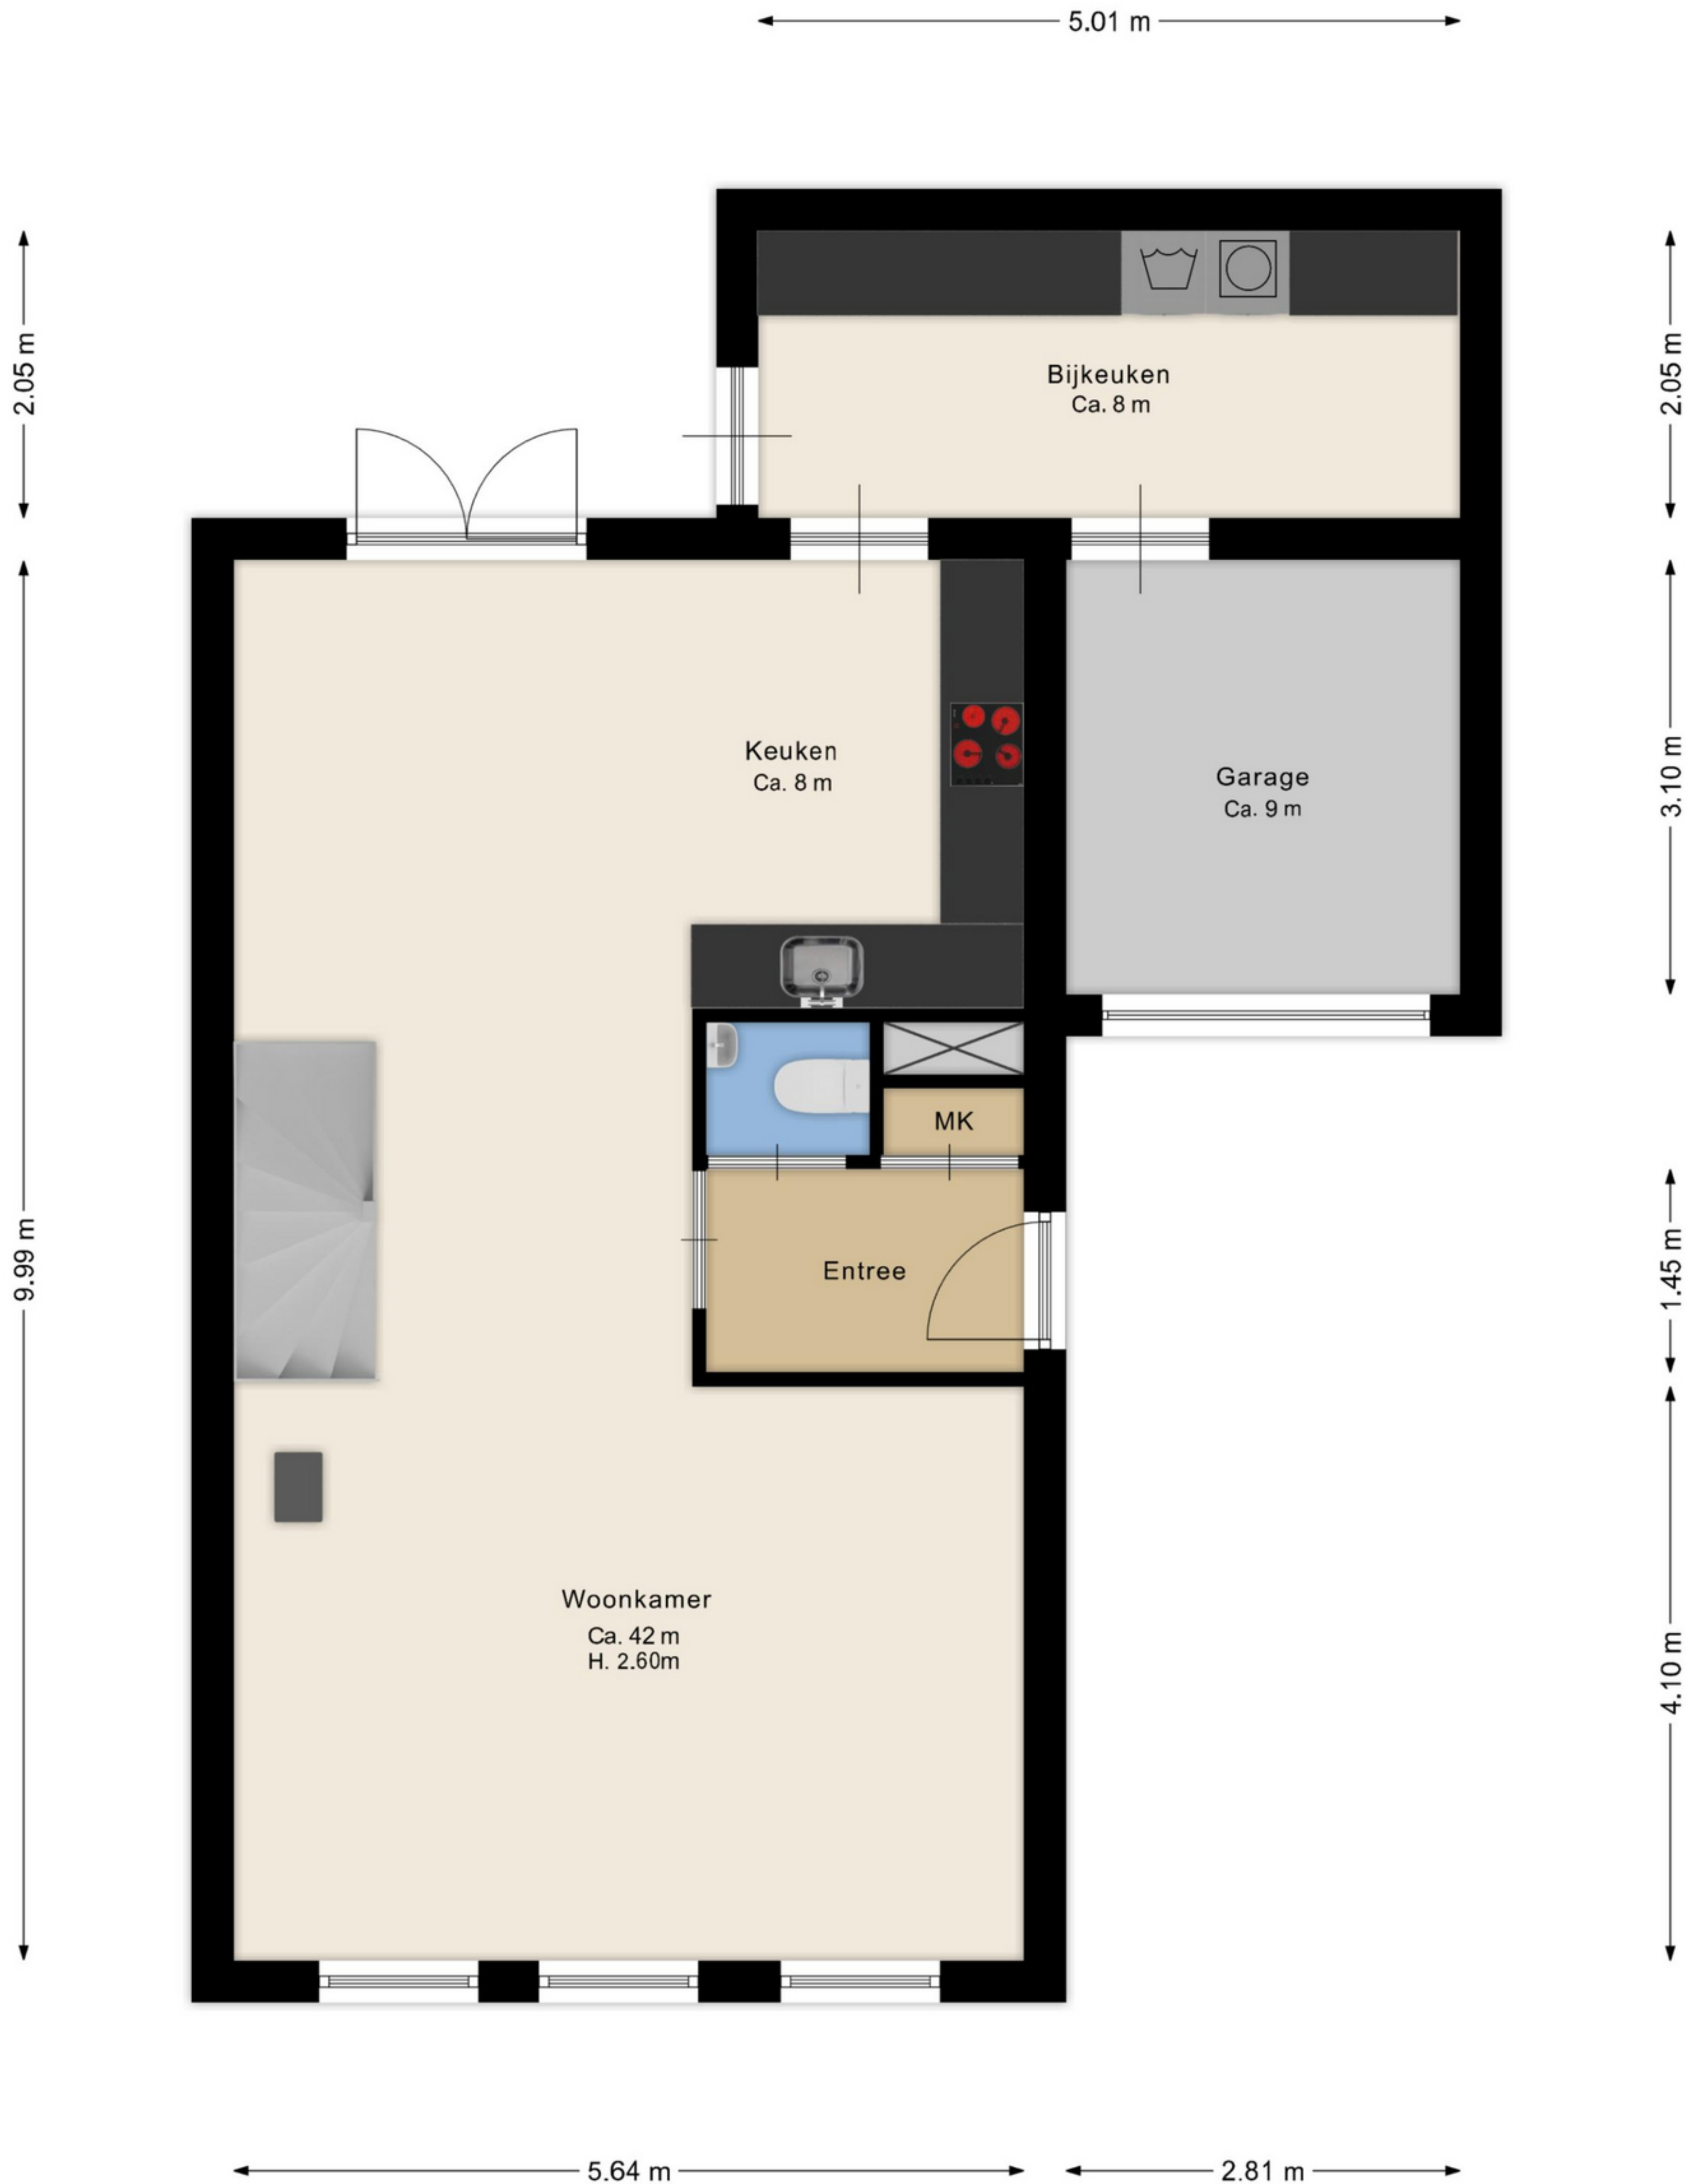 5.01 m
2.05 m
Bijkeuken
Ca. 8 m
2.05 m
Keuken
Ca. 8 m
Garage
Ca. 9 m
3.10 m
MK
9.99 m
Entree
1.45 m
Woonkamer
Ca. 42 m
H. 2.60m
4.10 m
5.64 m
2.81 m